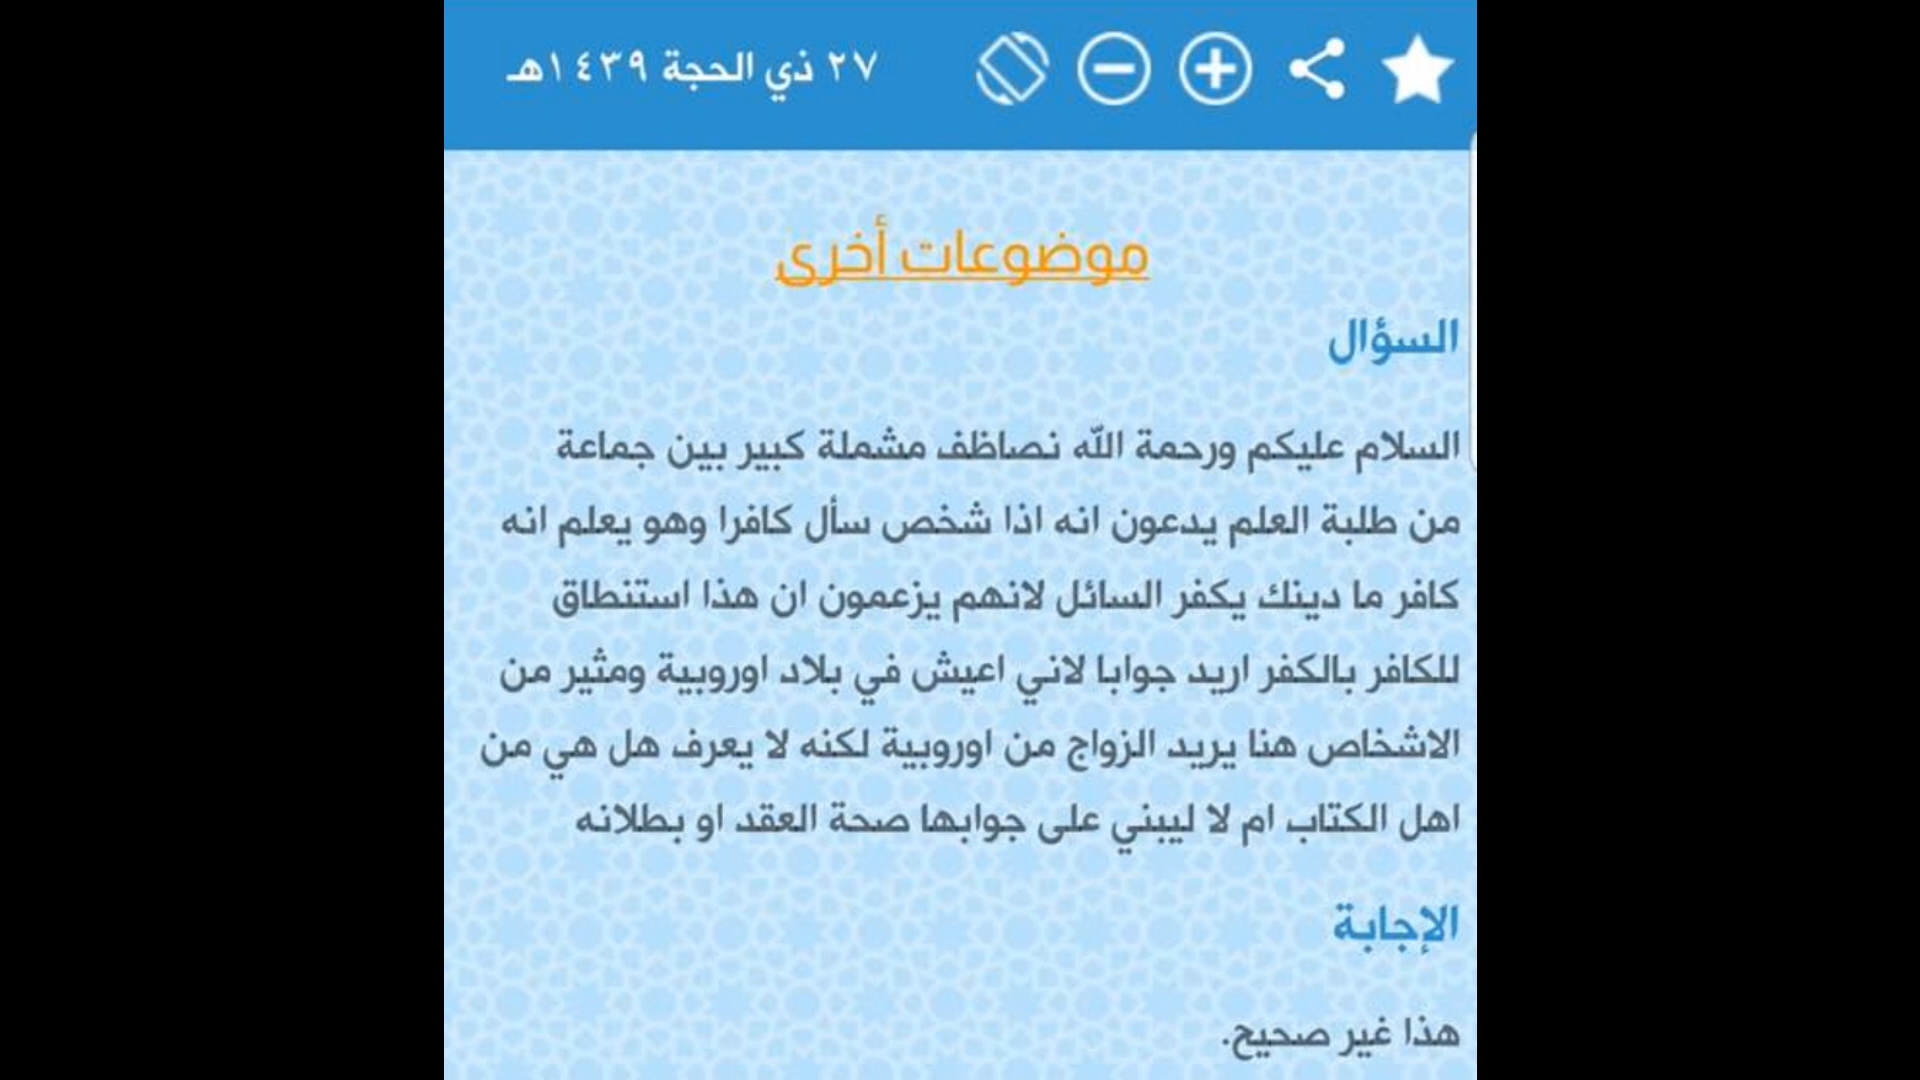 ٢٧ ذي الحجة ١٤٣٩هـ
موضوعات أخرى
السؤال
السلام عليكم ورحمة الله نصاظف مشملة كبير بين جماعة
من طلبة العلم يدعون انه اذا شخص سأل كافرا وهو يعلم انه
كافر ما دينك يكفر السائل لانهم يزعمون ان هذا استنطاق
للكافر بالكفر اريد جوابا لاني اعيش في بلاد اوروبية ومثير من
الاشخاص هنا يريد الزواج من اوروبية لكنه لا يعرف هل هي من
اهل الكتاب ام لا ليبني على جوابها صحة العقد او بطلانه
الإجابة
هذا غير صحيح.